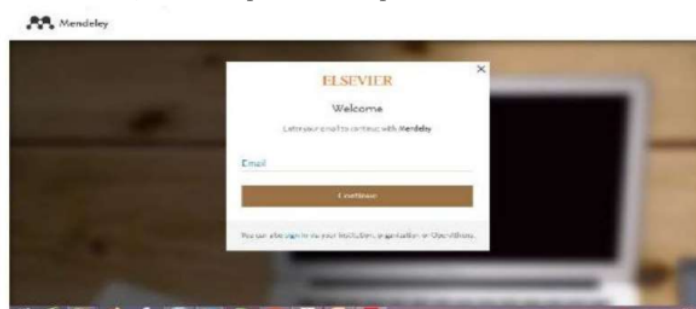 Mendeley
ELSEVIER
Welcome
Enter your email to continue with Mendeley
Email
Continue
You can also sign in via your institution, organization or OpenAthens.